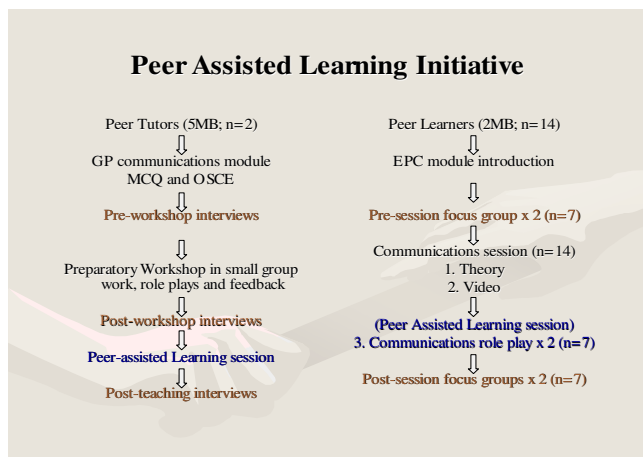 Peer Assisted Learning Initiative
Peer Tutors (5MB; n=2)
GP communications module
MCQ and OSCE
Pre-workshop interviews
Preparatory Workshop in small group
work, role plays and feedback
Post-workshop interviews
Peer-assisted Learning session
Post-teaching interviews
Peer Learners (2MB; n=14)
EPC module introduction
Pre-session focus group x 2 (n=7)
Communications session (n=14)
1. Theory
2. Video
(Peer Assisted Learning session)
3. Communications role play x 2 (n=7)
Post-session focus groups x 2 (n=7)